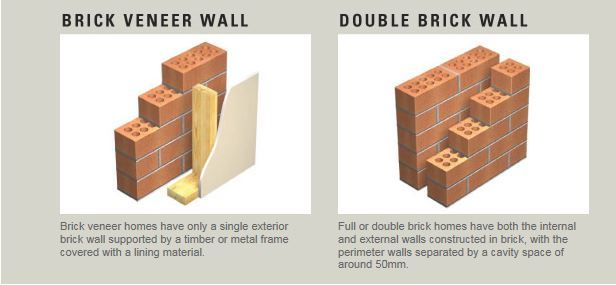 BRICK VENEER WALL
Brick veneer homes have only a single exterior
brick wall supported by a timber or metal frame
covered with a lining material.
DOUBLE BRICK WALL
Full or double brick homes have both the internal
and external walls constructed in brick, with the
perimeter walls separated by a cavity space of
around 50mm.